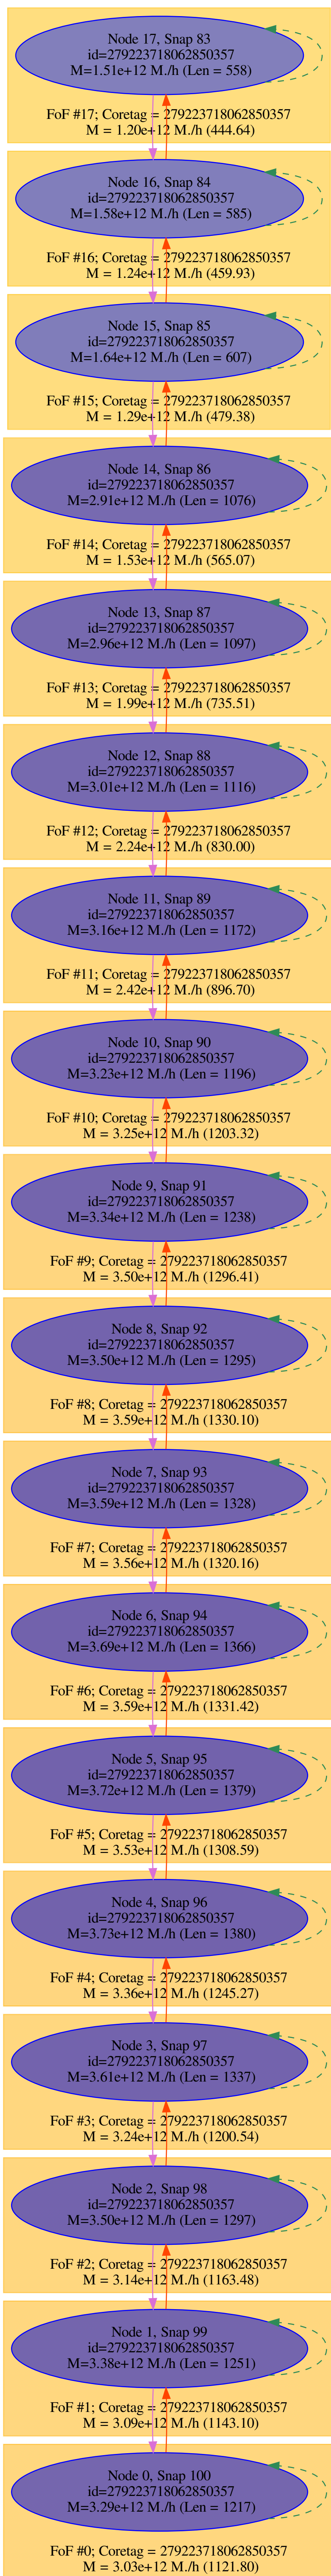 Node 17, Snap 83
id=279223718062850357
M=1.51e+12 M./h (Len = 558)
FoF #17; Coretag = 279223718062850357
M = 1.20e+12 M./h (444.64)
Node 16, Snap 84
id=279223718062850357
M=1.58e+12 M./h (Len = 585)
FoF #16; Coretag = 279223718062850357
M = 1.24e+12 M./h (459.93)
Node 15, Snap 85
id=279223718062850357
M=1.64e+12 M./h (Len = 607)
FoF #15; Coretag = 279223718062850357
M = 1.29e+12 M./h (479.38)
Node 14, Snap 86
id=279223718062850357
M=2.91e+12 M./h (Len = 1076)
FoF #14; Coretag = 279223718062850357
M = 1.53e+12 M./h (565.07)
Node 13, Snap 87
id=279223718062850357
M=2.96e+12 M./h (Len = 1097)
FoF #13; Coretag = 279223718062850357
M = 1.99e+12 M./h (735.51)
Node 12, Snap 88
id=279223718062850357
M=3.01e+12 M./h (Len = 1116)
FoF #12; Coretag = 279223718062850357
M = 2.24e+12 M./h (830.00)
Node 11, Snap 89
id=279223718062850357
M=3.16e+12 M./h (Len = 1172)
FoF #11; Coretag = 279223718062850357
M = 2.42e+12 M./h (896.70)
Node 10, Snap 90
id=279223718062850357
M=3.23e+12 M./h (Len = 1196)
FoF #10; Coretag = 279223718062850357
M = 3.25e+12 M./h (1203.32)
Node 9, Snap 91
id=279223718062850357
M=3.34e+12 M./h (Len = 1238)
FoF #9; Coretag = 279223718062850357
M = 3.50e+12 M./h (1296.41)
Node 8, Snap 92
id=279223718062850357
M=3.50e+12 M./h (Len = 1295)
FoF #8; Coretag = 279223718062850357
M = 3.59e+12 M./h (1330.10)
Node 7, Snap 93
id=279223718062850357
M=3.59e+12 M./h (Len = 1328)
FoF #7; Coretag = 279223718062850357
M = 3.56e+12 M./h (1320.16)
Node 6, Snap 94
id=279223718062850357
M=3.69e+12 M./h (Len = 1366)
FoF #6; Coretag = 279223718062850357
M = 3.59e+12 M./h (1331.42)
Node 5, Snap 95
id=279223718062850357
M=3.72e+12 M./h (Len = 1379)
FoF #5; Coretag = 279223718062850357
M = 3.53e+12 M./h (1308.59)
Node 4, Snap 96
id=279223718062850357
M=3.73e+12 M./h (Len = 1380)
FoF #4; Coretag = 279223718062850357
M = 3.36e+12 M./h (1245.27)
Node 3, Snap 97
id=279223718062850357
M=3.61e+12 M./h (Len = 1337)
FoF #3; Coretag = 279223718062850357
M = 3.24e+12 M./h (1200.54)
Node 2, Snap 98
id=279223718062850357
M=3.50e+12 M./h (Len = 1297)
FoF #2; Coretag = 279223718062850357
M = 3.14e+12 M./h (1163.48)
Node 1, Snap 99
id=279223718062850357
M=3.38e+12 M./h (Len = 1251)
FoF #1; Coretag = 279223718062850357
M = 3.09e+12 M./h (1143.10)
Node 0, Snap 100
id=279223718062850357
M=3.29e+12 M./h (Len = 1217)
FoF #0; Coretag = 279223718062850357
M = 3.03e+12 M./h (1121.80)